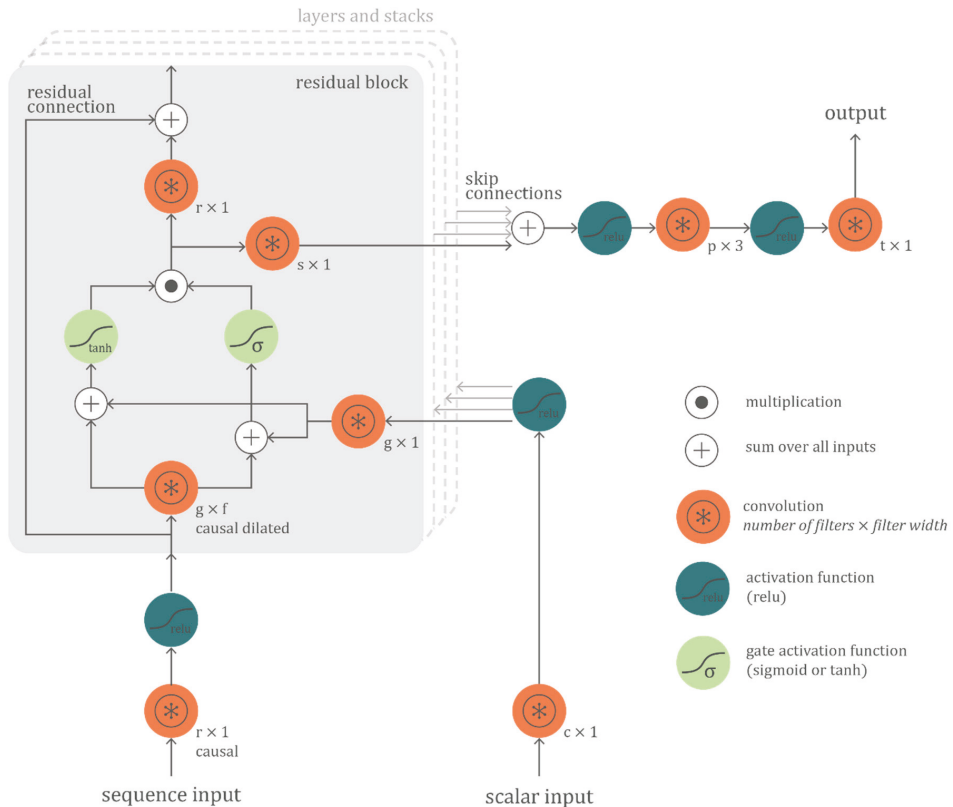 layers and stacks
residual block
residual
connection
r × 1
s × 1
tanh
σ
g × 1
g × f
causal dilated
relu
r × 1
causal
sequence input
skip
connections
relu
p × 3
relu
t × 1
output
relu
c × 1
scalar input
multiplication
sum over all inputs
convolution
number of filters × filter width
relu
activation function
(relu)
σ
gate activation function
(sigmoid or tanh)